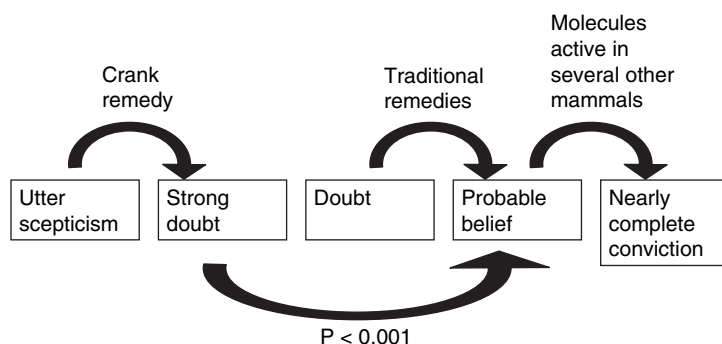 Crank
remedy
Traditional
remedies
Molecules
active in
several other
mammals
Utter
scepticism
Strong
doubt
Doubt
Probable
belief
Nearly
complete
conviction
P < 0.001